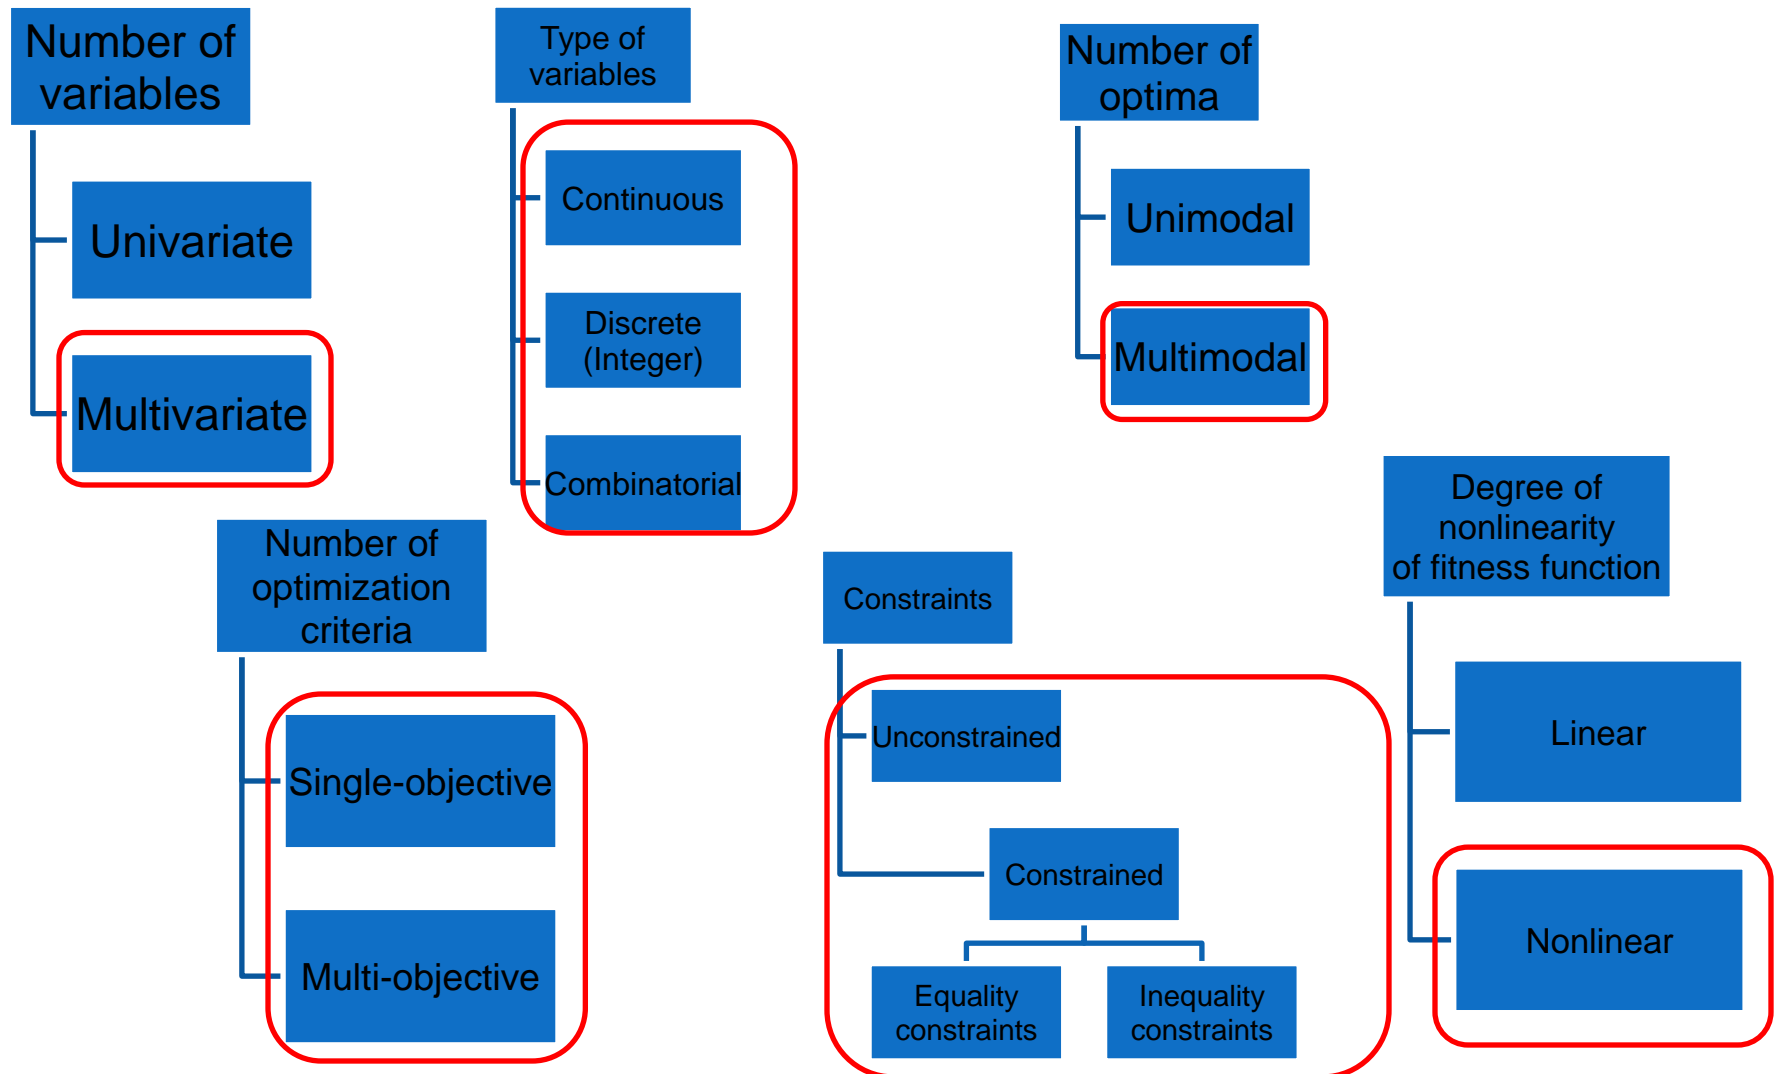 Number of
variables
Univariate
Multivariate
Type of
variables
Continuous
Discrete
(Integer)
Combinatorial
Number of
optima
Unimodal
Multimodal
Number of
optimization
criteria
Single-objective
Multi-objective
Constraints
Unconstrained
Constrained
Equality
constraints
Inequality
constraints
Degree of
nonlinearity
of fitness function
Linear
Nonlinear